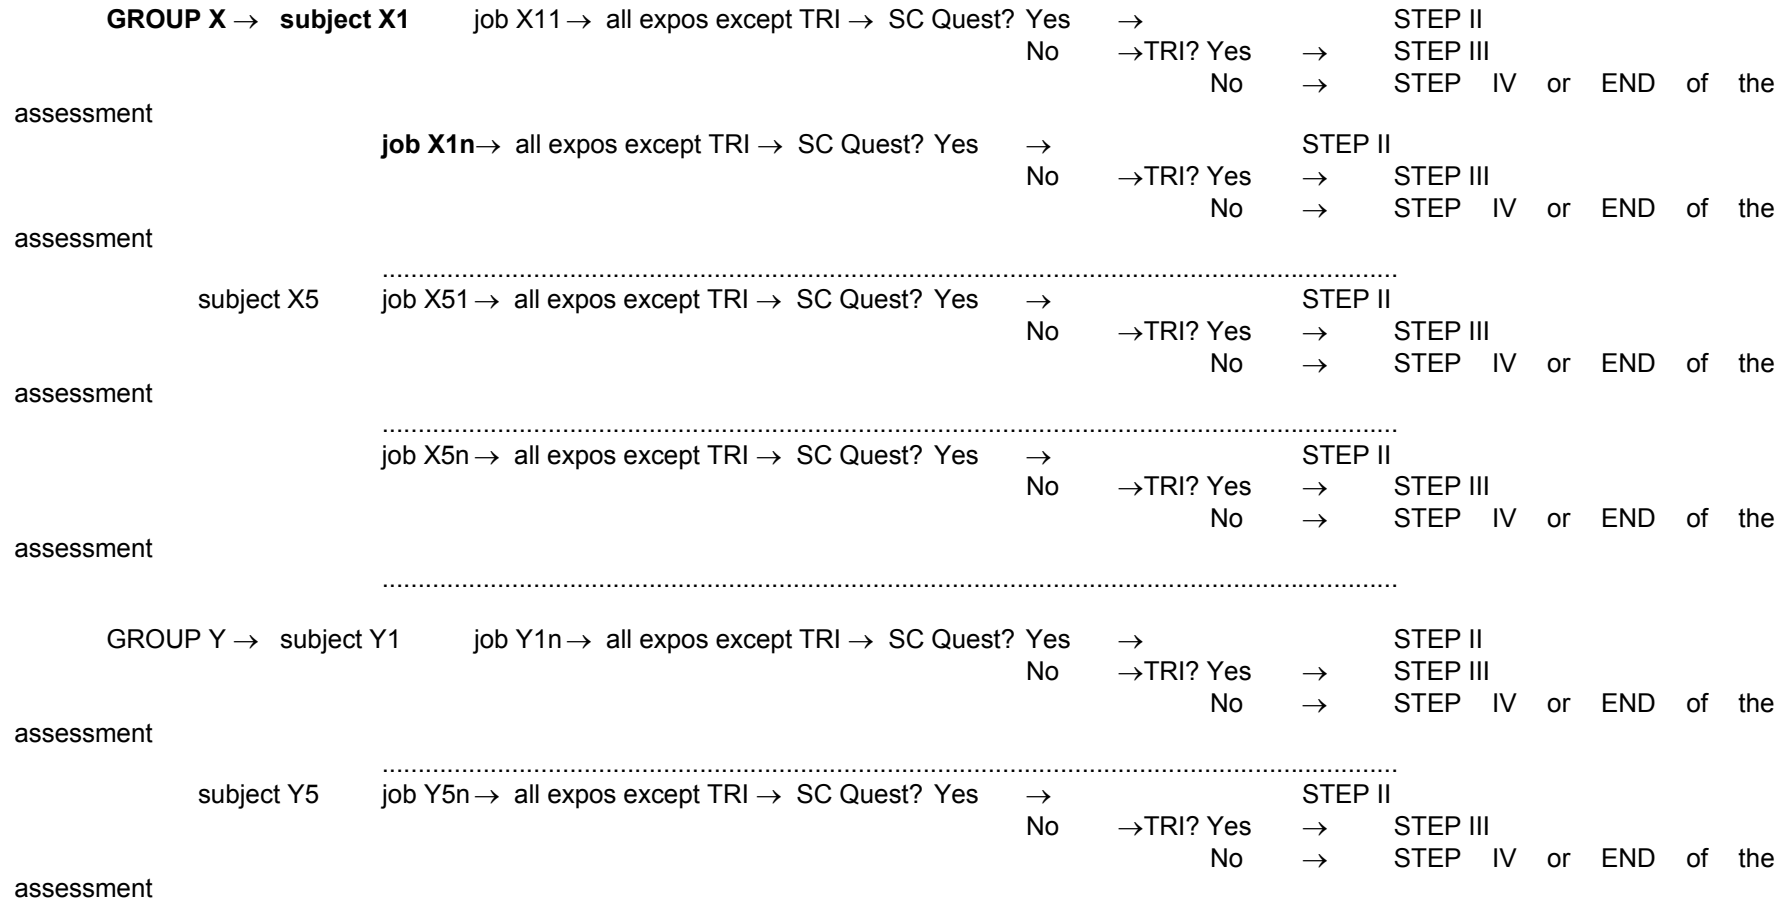 GROUP X → subject X1 job X11 → all expos except TRI → SC Quest? Yes → STEP II
No →TRI? Yes → STEP III
No → STEP IV or END of the
assessment
job X1n→ all expos except TRI → SC Quest? Yes → STEP II
No →TRI? Yes → STEP III
No → STEP IV or END of the
assessment
................................................................................................................................................
subject X5 job X51 → all expos except TRI → SC Quest? Yes → STEP II
No →TRI? Yes → STEP III
No → STEP IV or END of the
assessment
................................................................................................................................................
job X5n → all expos except TRI → SC Quest? Yes → STEP II
No →TRI? Yes → STEP III
No → STEP IV or END of the
assessment
................................................................................................................................................
GROUP Y → subject Y1 job Y1n → all expos except TRI → SC Quest? Yes → STEP II
No →TRI? Yes → STEP III
No → STEP IV or END of the
assessment
................................................................................................................................................
subject Y5 job Y5n → all expos except TRI → SC Quest? Yes → STEP II
No →TRI? Yes → STEP III
No → STEP IV or END of the
assessment